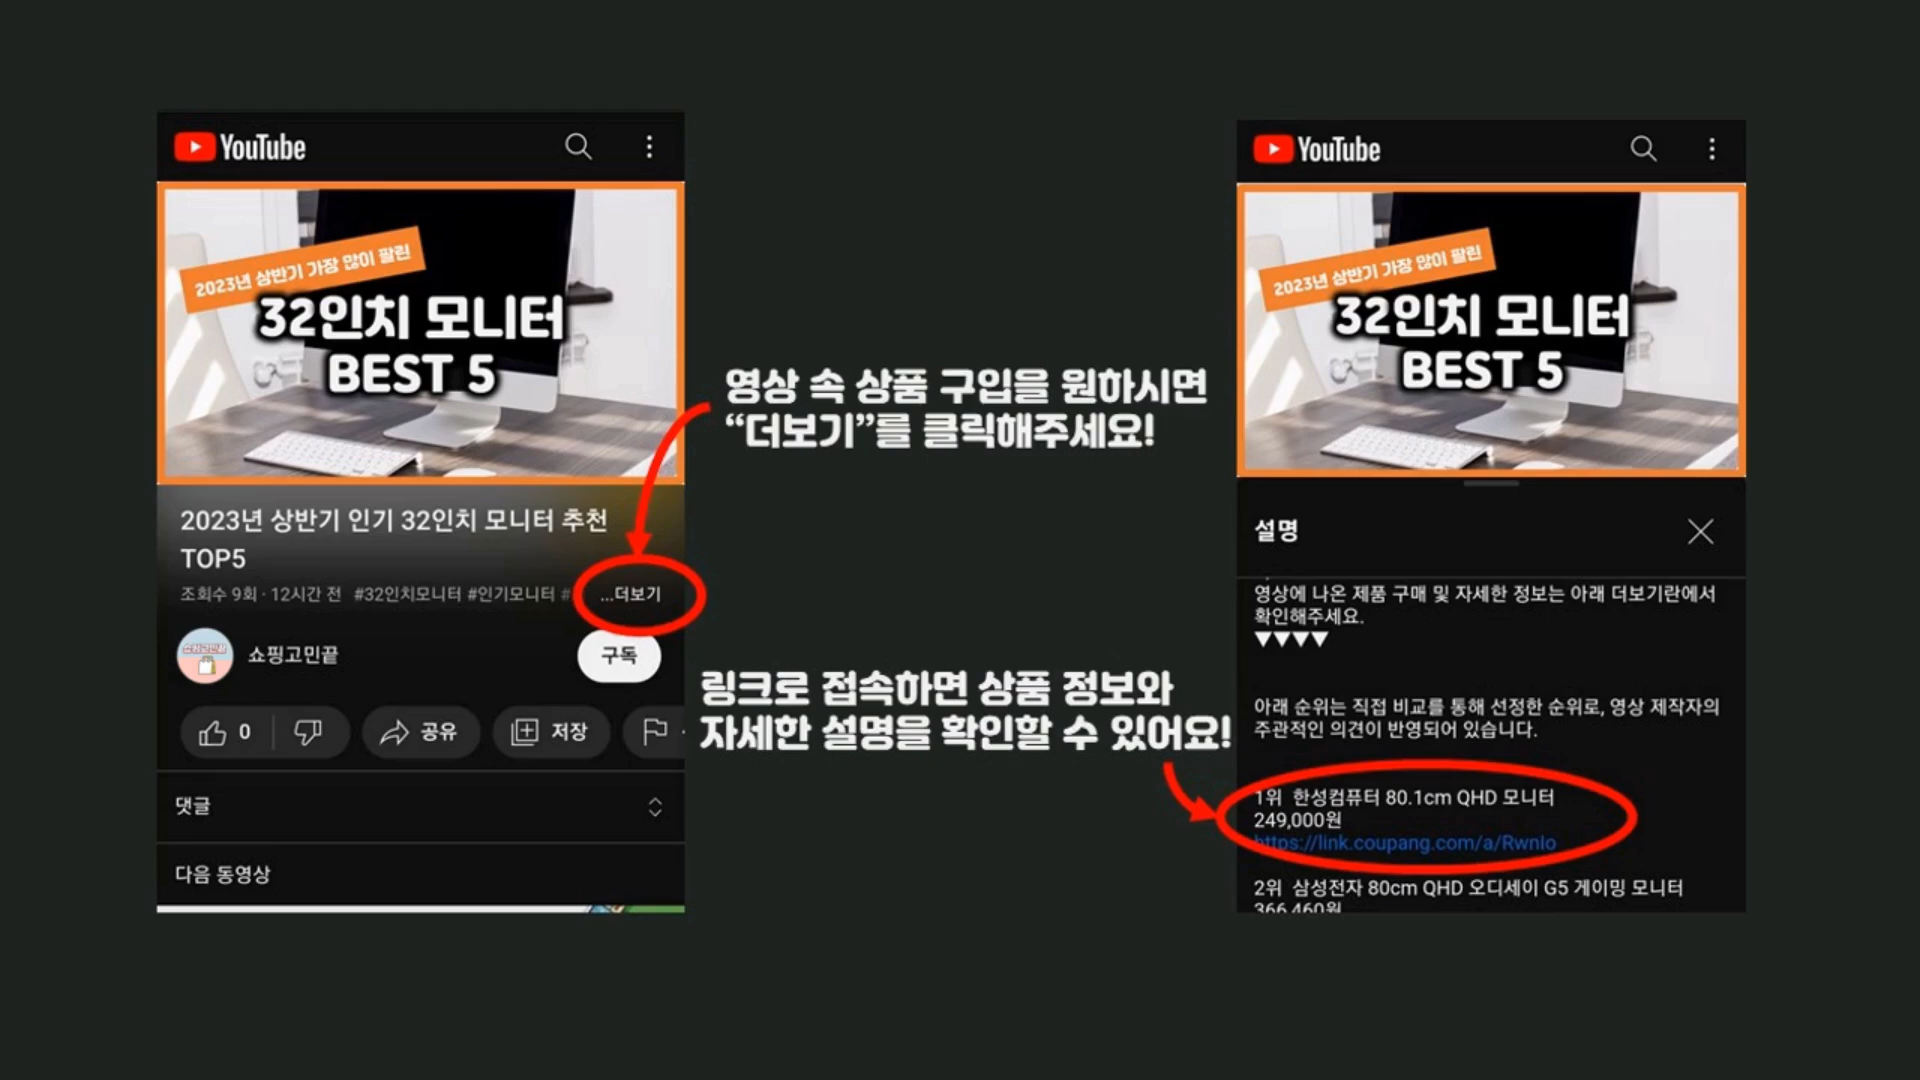 YouTube
2023년 상반기 가장 많이 팔린
32인치 모니터
BEST 5
2023년 상반기 인기 32인치 모니터 추천
TOP5
조회수 9회 · 12시간 전 #32인치모니터 #인기모니터 # ...더보기
쇼핑고민끝
쇼핑고민끝
구독
0
공유
저장
댓글
다음 동영상
영상 속 상품 구입을 원하시면
“더보기”를 클릭해주세요!
링크로 접속하면 상품 정보와
자세한 설명을 확인할 수 있어요!
YouTube
2023년 상반기 가장 많이 팔린
32인치 모니터
BEST 5
설명
영상에 나온 제품 구매 및 자세한 정보는 아래 더보기란에서
확인해주세요.
▼▼▼▼
아래 순위는 직접 비교를 통해 선정한 순위로, 영상 제작자의
주관적인 의견이 반영되어 있습니다.
1위 한성컴퓨터 80.1cm QHD 모니터
249,000원
https://link.coupang.com/a/RwnIo
2위 삼성전자 80cm QHD 오디세이 G5 게이밍 모니터
366,460원